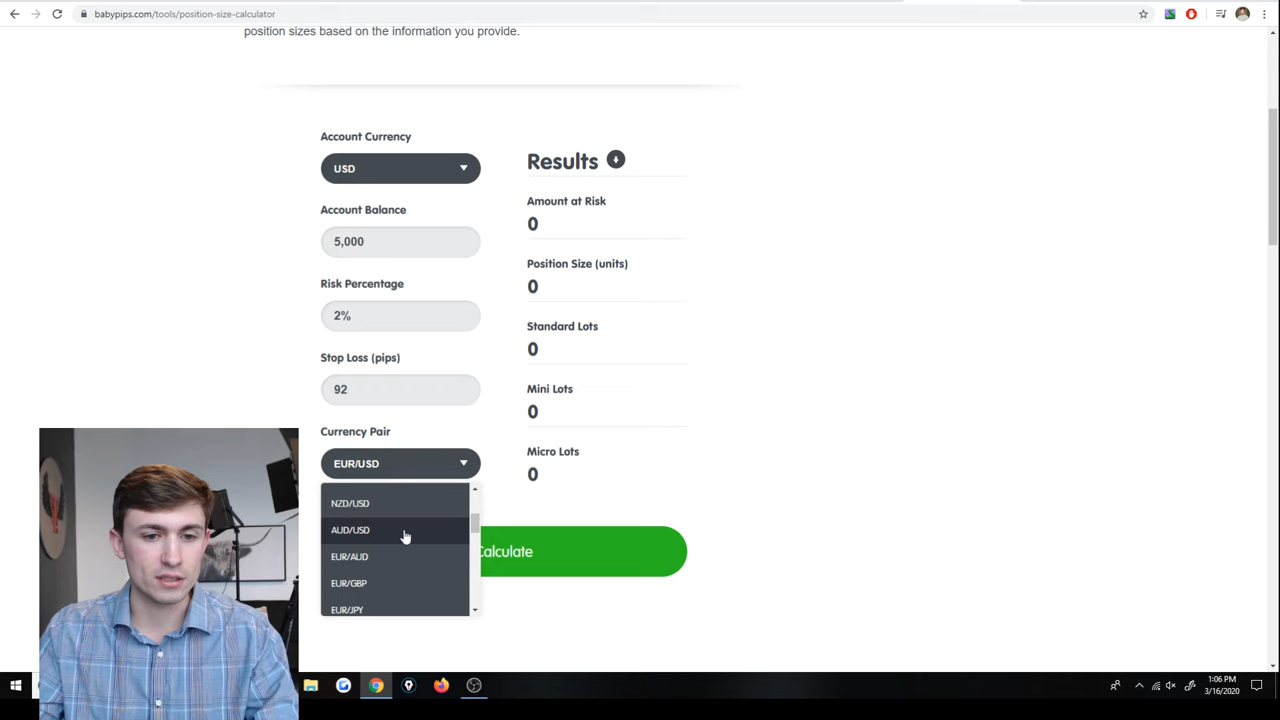 babypips.com/tools/position-size-calculator
position sizes based on the information you provide.
Account Currency
USD
Account Balance
5,000
Risk Percentage
2%
Stop Loss (pips)
92
Currency Pair
EUR/USD
NZD/USD
AUD/USD
EUR/AUD
EUR/GBP
EUR/JPY
Results
Amount at Risk
0
Position Size (units)
0
Standard Lots
0
Mini Lots
0
Micro Lots
0
Calculate
1:06 PM
3/16/2020